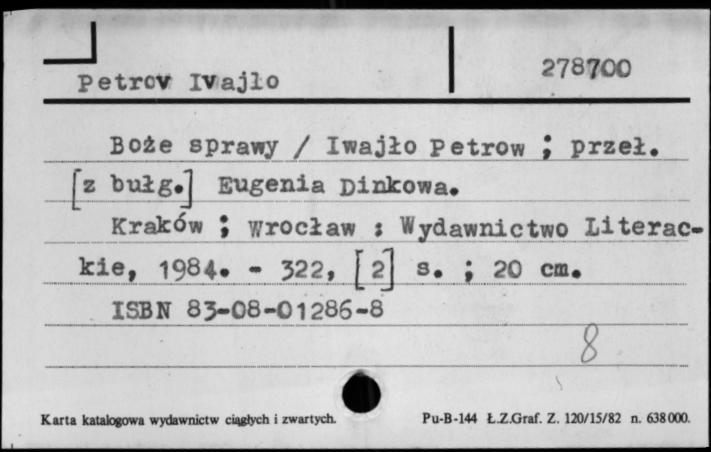 Petrov Ivajło 278700
Boże sprawy / Iwajło Petrow ; przeł.
[z bułg.] Eugenia Dinkowa.
Kraków ; Wrocław : Wydawnictwo Literac-
kie, 1984. - 322, [2] s. ; 20 cm.
ISBN 83-08-01286-8
8
Karta katalogowa wydawnictw ciągłych i zwartych. Pu-B-144 Ł.Z.Graf. Z. 120/15/82 n. 638000.